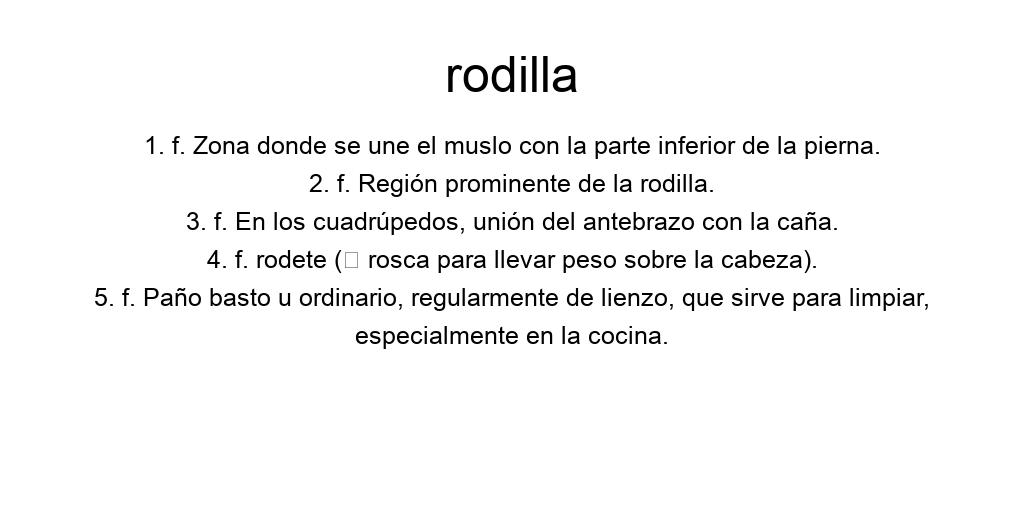 rodilla
1. f. Zona donde se une el muslo con la parte inferior de la pierna.
2. f. Región prominente de la rodilla.
3. f. En los cuadrúpedos, unión del antebrazo con la caña.
4. f. rodete (□ rosca para llevar peso sobre la cabeza).
5. f. Paño basto u ordinario, regularmente de lienzo, que sirve para limpiar,
especialmente en la cocina.